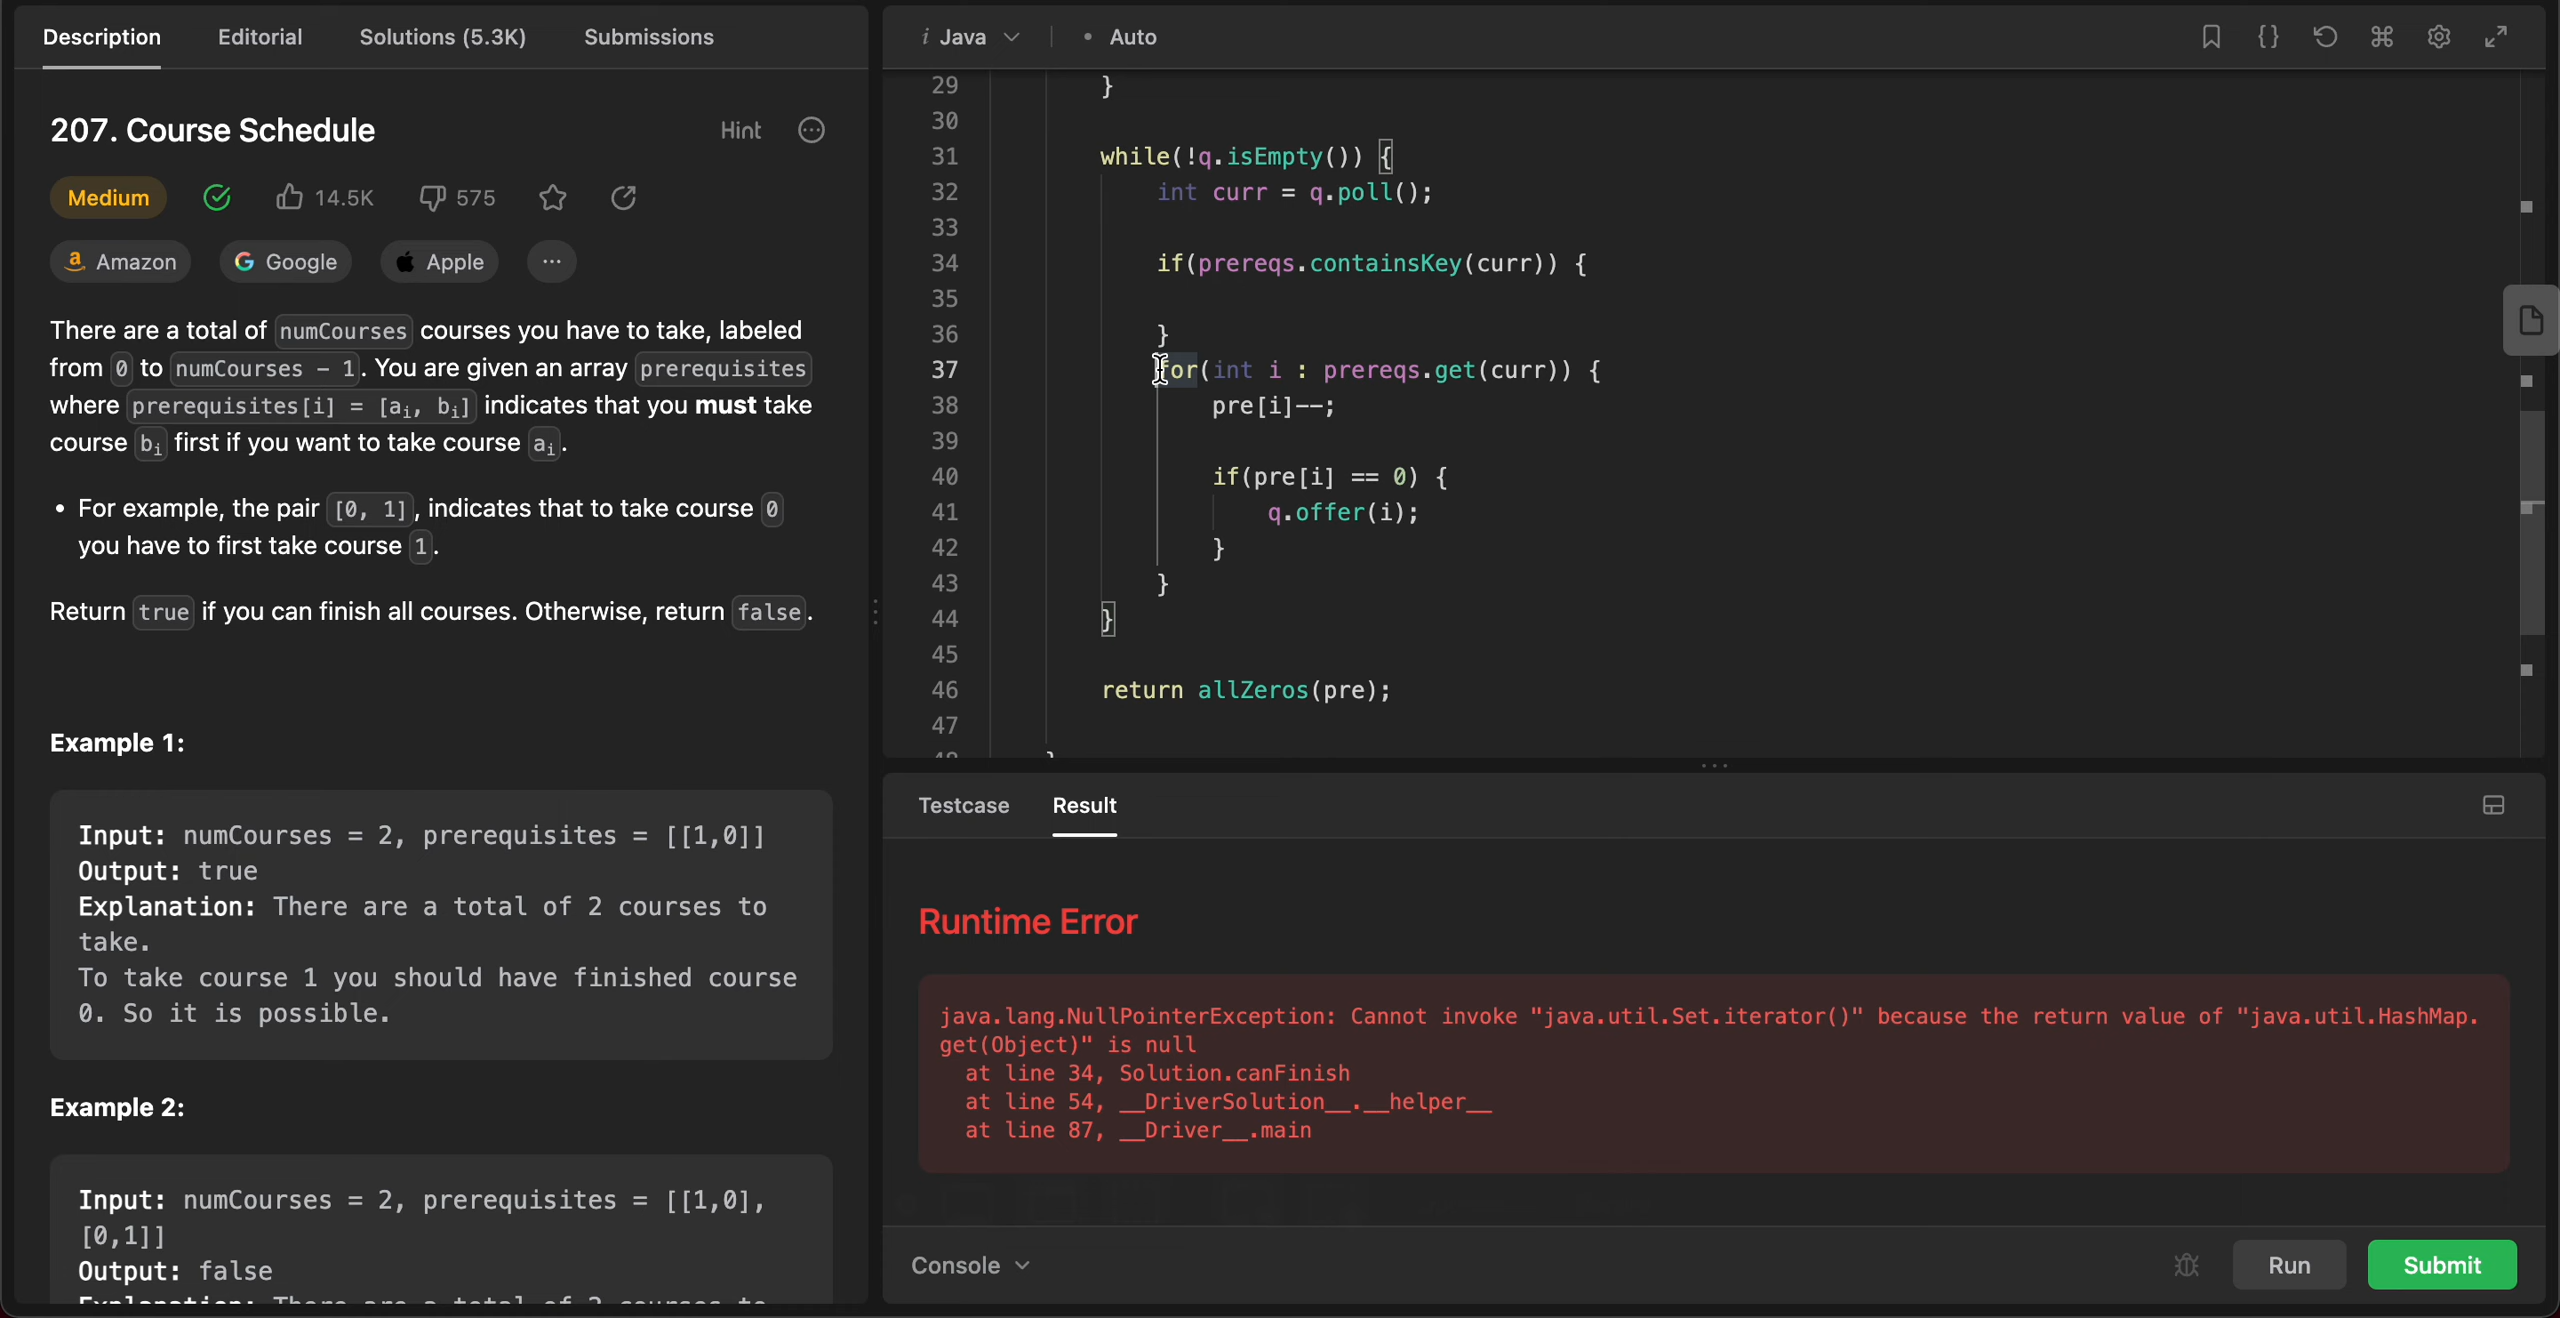 Description Editorial Solutions (5.3K) Submissions
207. Course Schedule Hint
Medium 14.5K 575
Amazon Google Apple ...
There are a total of numCourses courses you have to take, labeled
from 0 to numCourses - 1. You are given an array prerequisites
where prerequisites[i] = [ai, bi] indicates that you must take
course bi first if you want to take course ai.
• For example, the pair [0, 1], indicates that to take course 0
you have to first take course 1.
Return true if you can finish all courses. Otherwise, return false.
Example 1:
Input: numCourses = 2, prerequisites = [[1,0]]
Output: true
Explanation: There are a total of 2 courses to
take.
To take course 1 you should have finished course
0. So it is possible.
Example 2:
Input: numCourses = 2, prerequisites = [[1,0],
[0,1]]
Output: false
Explanation: There are a total of 2 courses to
i Java • Auto
29 }
30
31 while(!q.isEmpty()) {
32 int curr = q.poll();
33
34 if(prereqs.containsKey(curr)) {
35
36 }
37 for(int i : prereqs.get(curr)) {
38 pre[i]--;
39
40 if(pre[i] == 0) {
41 q.offer(i);
42 }
43 }
44 }
45
46 return allZeros(pre);
47
48 }
Testcase Result
Runtime Error
java.lang.NullPointerException: Cannot invoke "java.util.Set.iterator()" because the return value of "java.util.HashMap.
get(Object)" is null
at line 34, Solution.canFinish
at line 54, __DriverSolution__.__helper__
at line 87, __Driver__.main
Console Run Submit